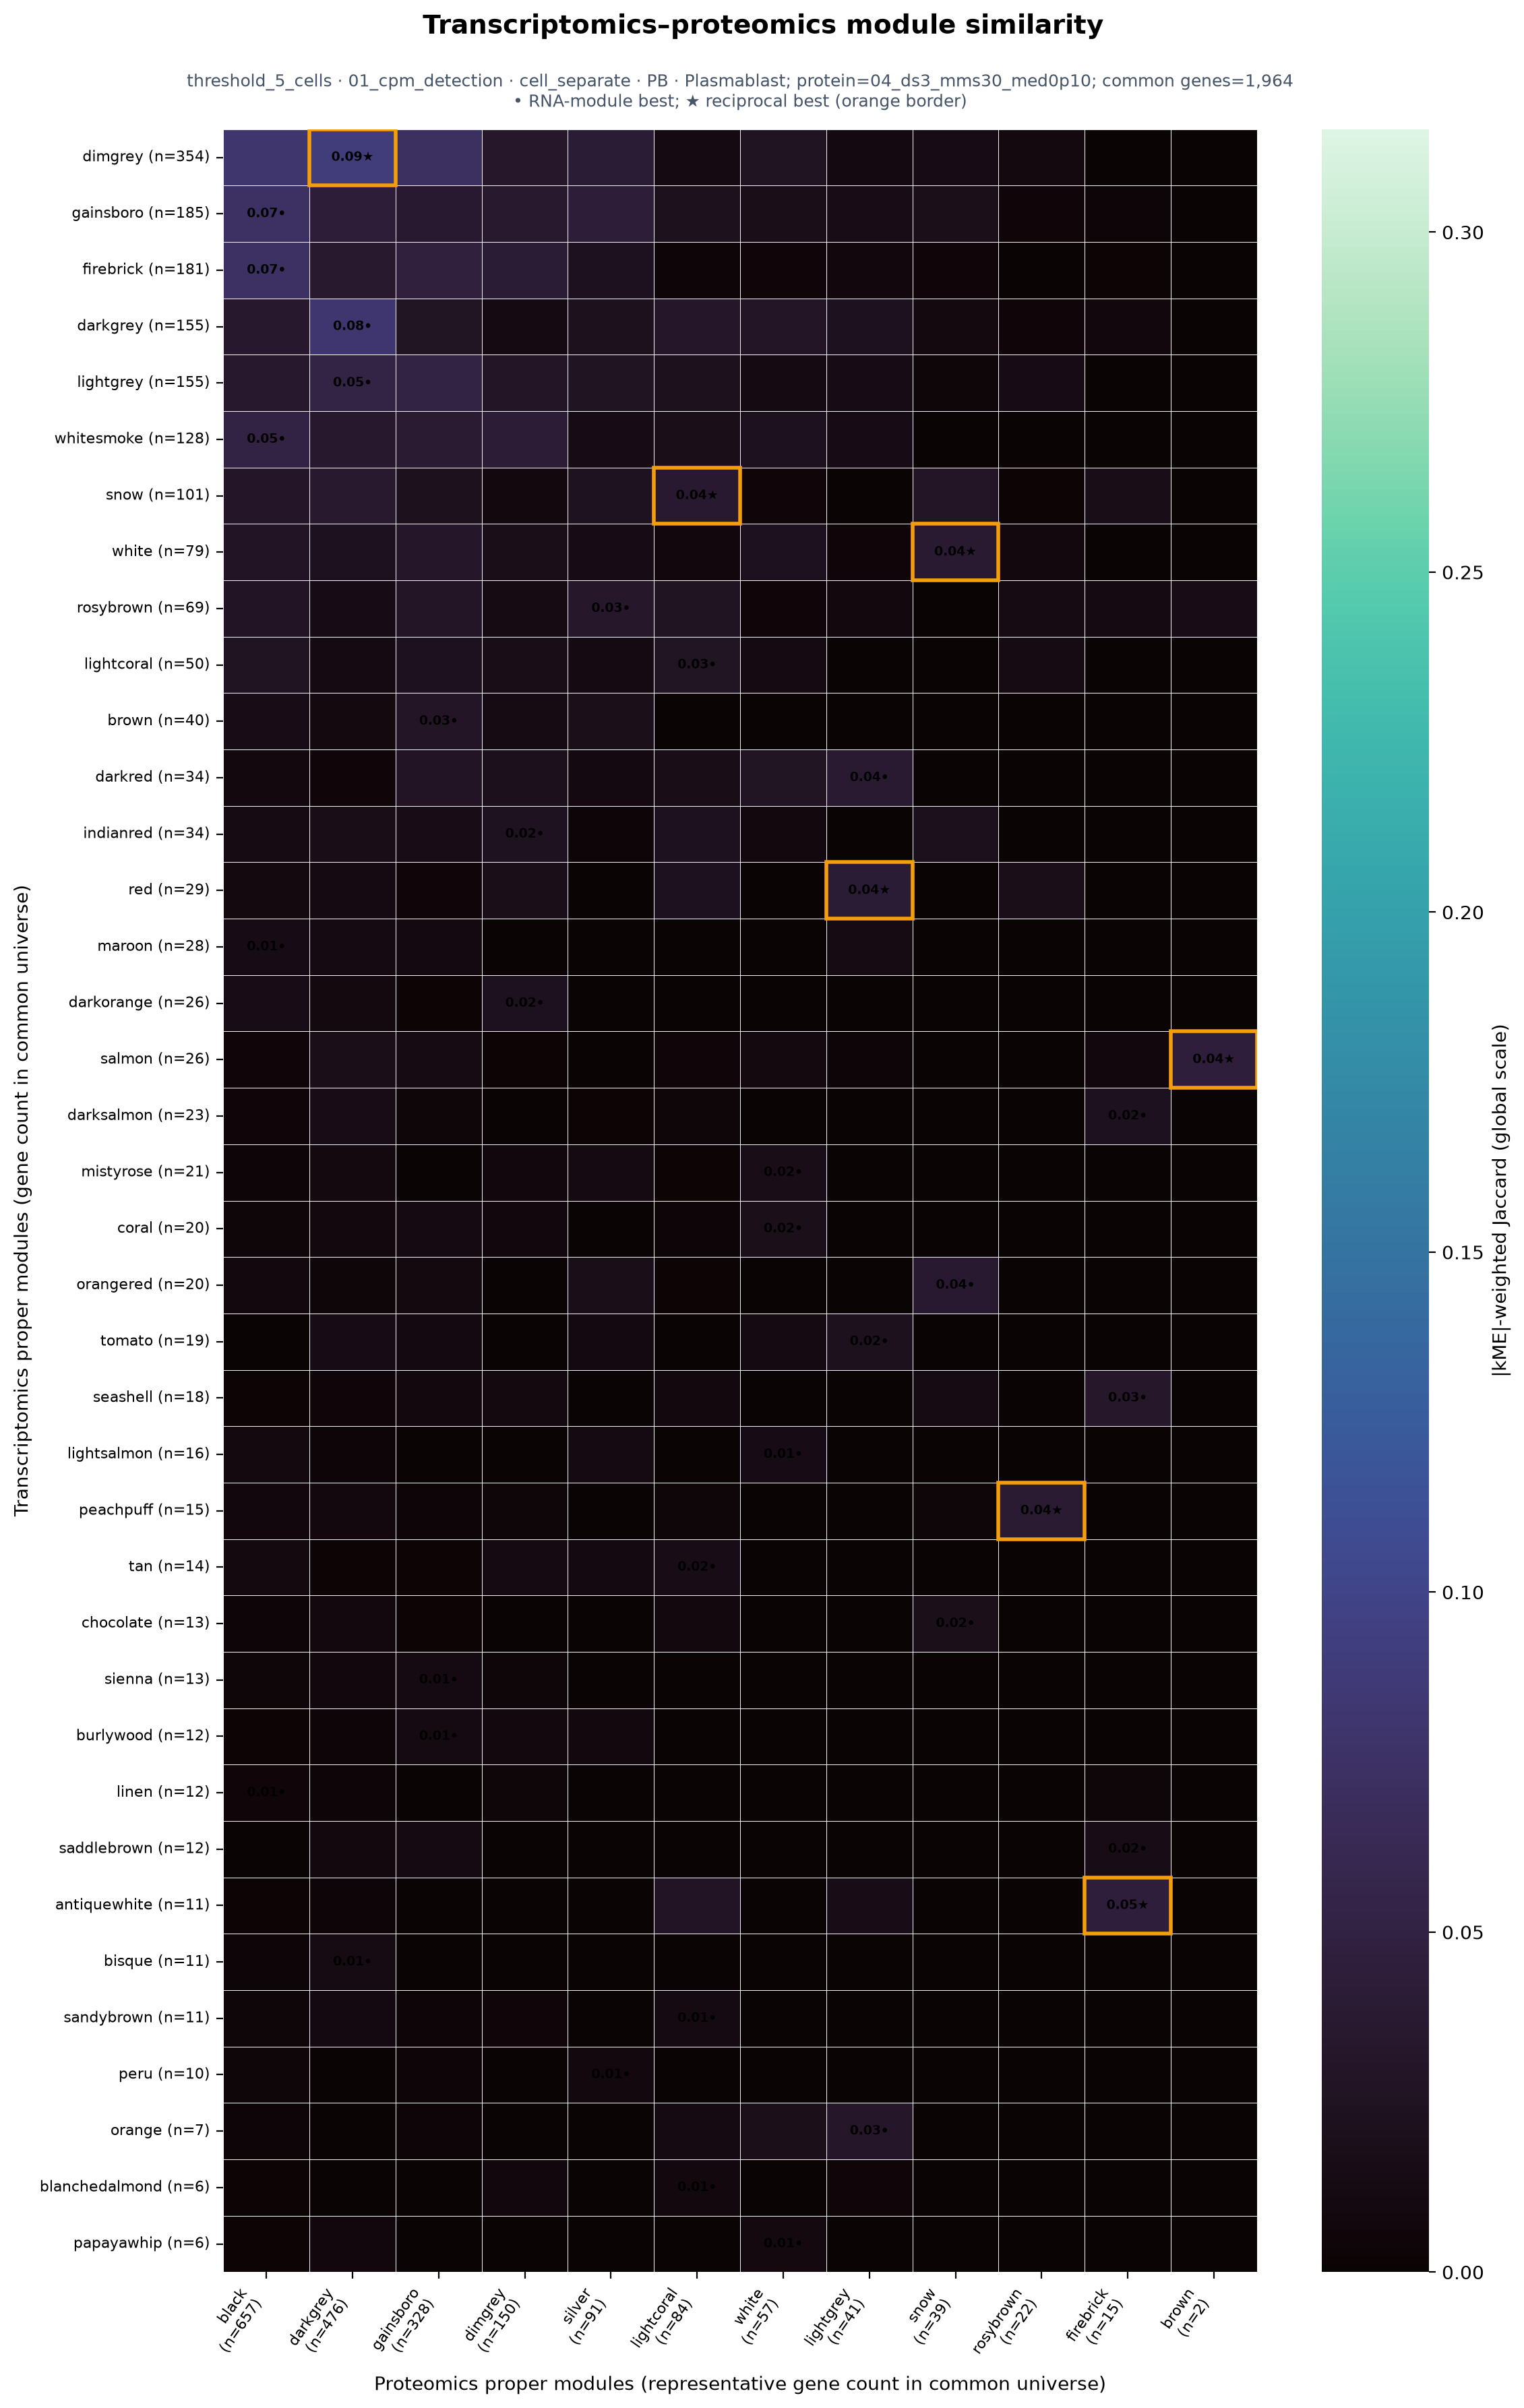 Transcriptomics–proteomics module similarity
threshold_5_cells · 01_cpm_detection · cell_separate · PB · Plasmablast; protein=04_ds3_mms30_med0p10; common genes=1,964
• RNA-module best; ★ reciprocal best (orange border)
Transcriptomics proper modules (gene count in common universe)
dimgrey (n=354) 0.09★
gainsboro (n=185) 0.07•
firebrick (n=181) 0.07•
darkgrey (n=155) 0.08•
lightgrey (n=155) 0.05•
whitesmoke (n=128) 0.05•
snow (n=101) 0.04★
white (n=79) 0.04★
rosybrown (n=69) 0.03•
lightcoral (n=50) 0.03•
brown (n=40) 0.03•
darkred (n=34) 0.04•
indianred (n=34) 0.02•
red (n=29) 0.04★
maroon (n=28) 0.01•
darkorange (n=26) 0.02•
salmon (n=26) 0.04★
darksalmon (n=23) 0.02•
mistyrose (n=21) 0.02•
coral (n=20) 0.02•
orangered (n=20) 0.04•
tomato (n=19) 0.02•
seashell (n=18) 0.03•
lightsalmon (n=16) 0.01•
peachpuff (n=15) 0.04★
tan (n=14) 0.02•
chocolate (n=13) 0.02•
sienna (n=13) 0.01•
burlywood (n=12) 0.01•
linen (n=12) 0.01•
saddlebrown (n=12) 0.02•
antiquewhite (n=11) 0.05★
bisque (n=11) 0.01•
sandybrown (n=11) 0.01•
peru (n=10) 0.01•
orange (n=7) 0.03•
blanchedalmond (n=6) 0.01•
papayawhip (n=6) 0.01•
black
(n=657)
darkgrey
(n=476)
gainsboro
(n=328)
dimgrey
(n=150)
silver
(n=91)
lightcoral
(n=84)
white
(n=57)
lightgrey
(n=41)
snow
(n=39)
rosybrown
(n=22)
firebrick
(n=15)
brown
(n=2)
Proteomics proper modules (representative gene count in common universe)
0.30
0.25
0.20
0.15
0.10
0.05
0.00
|kME|-weighted Jaccard (global scale)